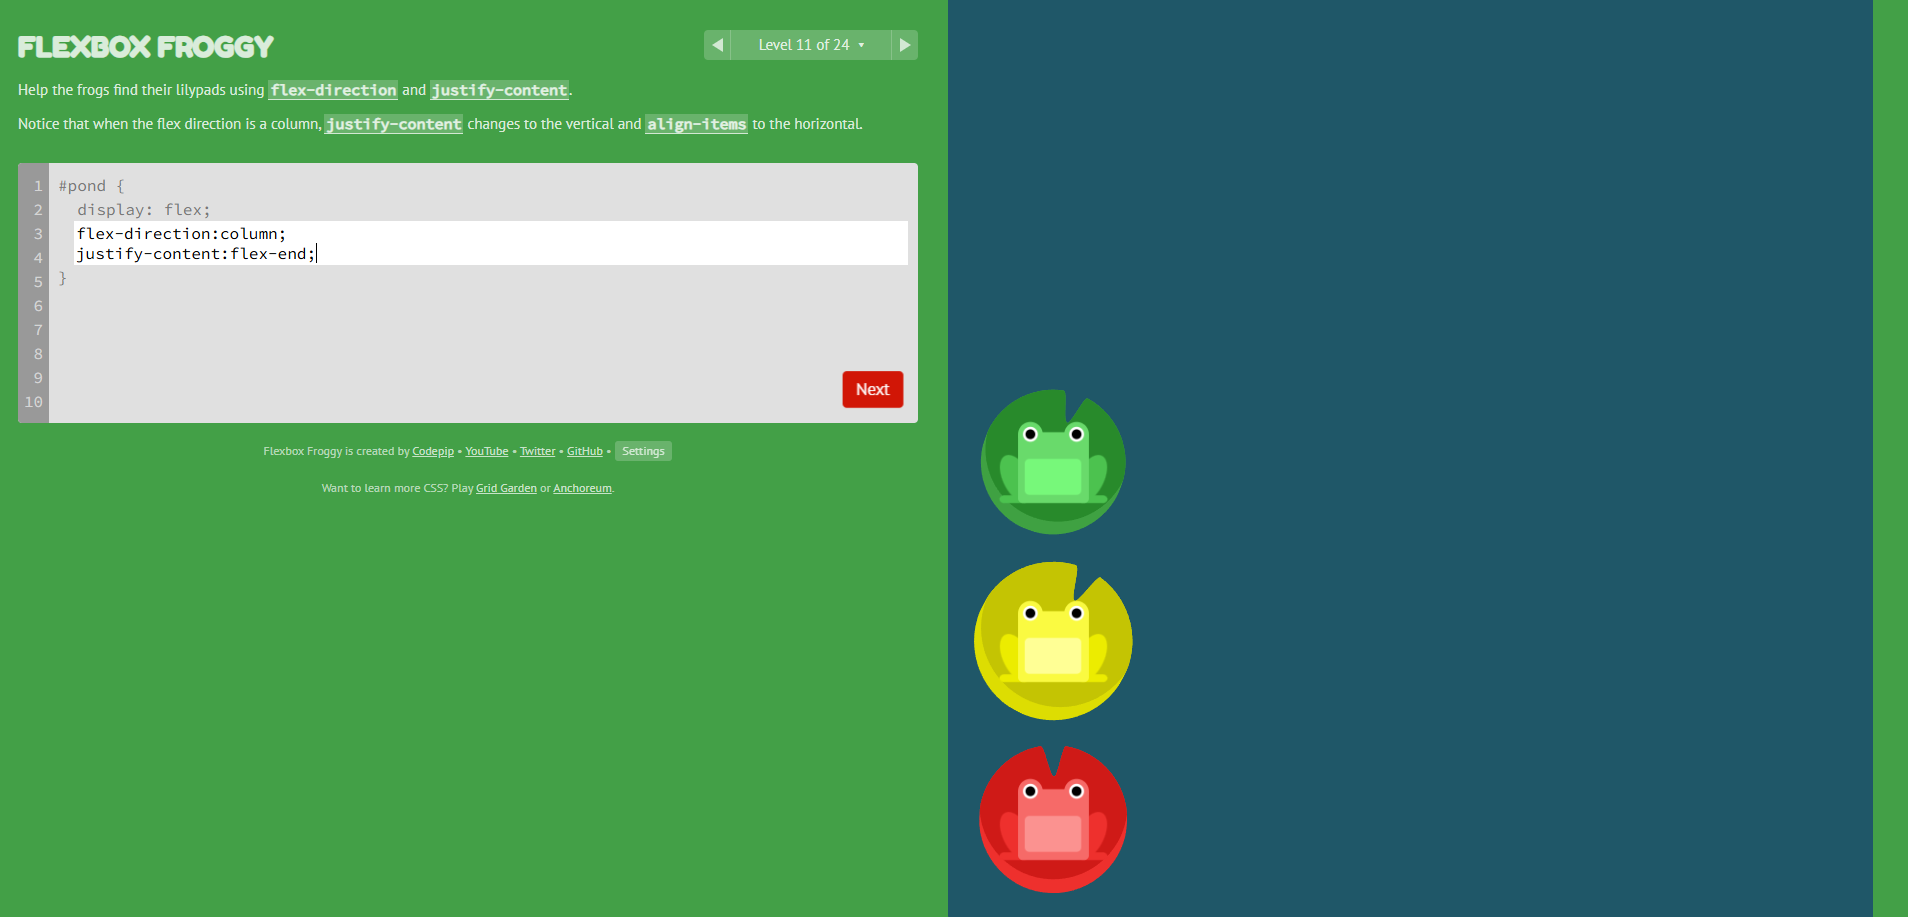 FLEXBOX FROGGY
Level 11 of 24
Help the frogs find their lilypads using flex-direction and justify-content.
Notice that when the flex direction is a column, justify-content changes to the vertical and align-items to the horizontal.
1 #pond {
2 display: flex;
3 flex-direction:column;
4 justify-content:flex-end;
5 }
6
7
8
9
10
Next
Flexbox Froggy is created by Codepip • YouTube • Twitter • GitHub • Settings
Want to learn more CSS? Play Grid Garden or Anchoreum.